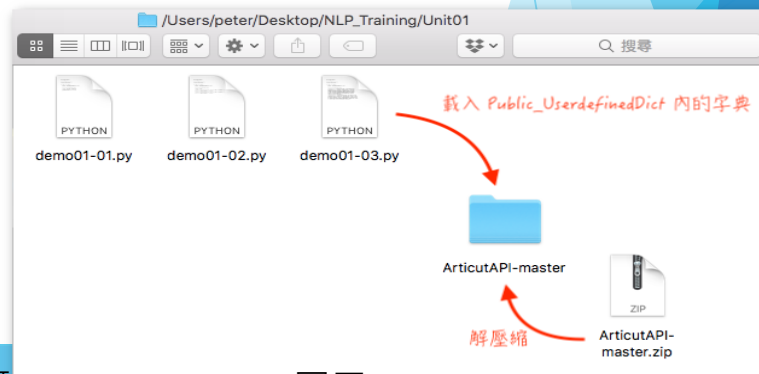 /Users/peter/Desktop/NLP_Training/Unit01
搜尋
載入 Public_UserdefinedDict 內的字典
PYTHON
PYTHON
PYTHON
demo01-01.py
demo01-02.py
demo01-03.py
ArticutAPI-master
ZIP
解壓縮
ArticutAPI-
master.zip